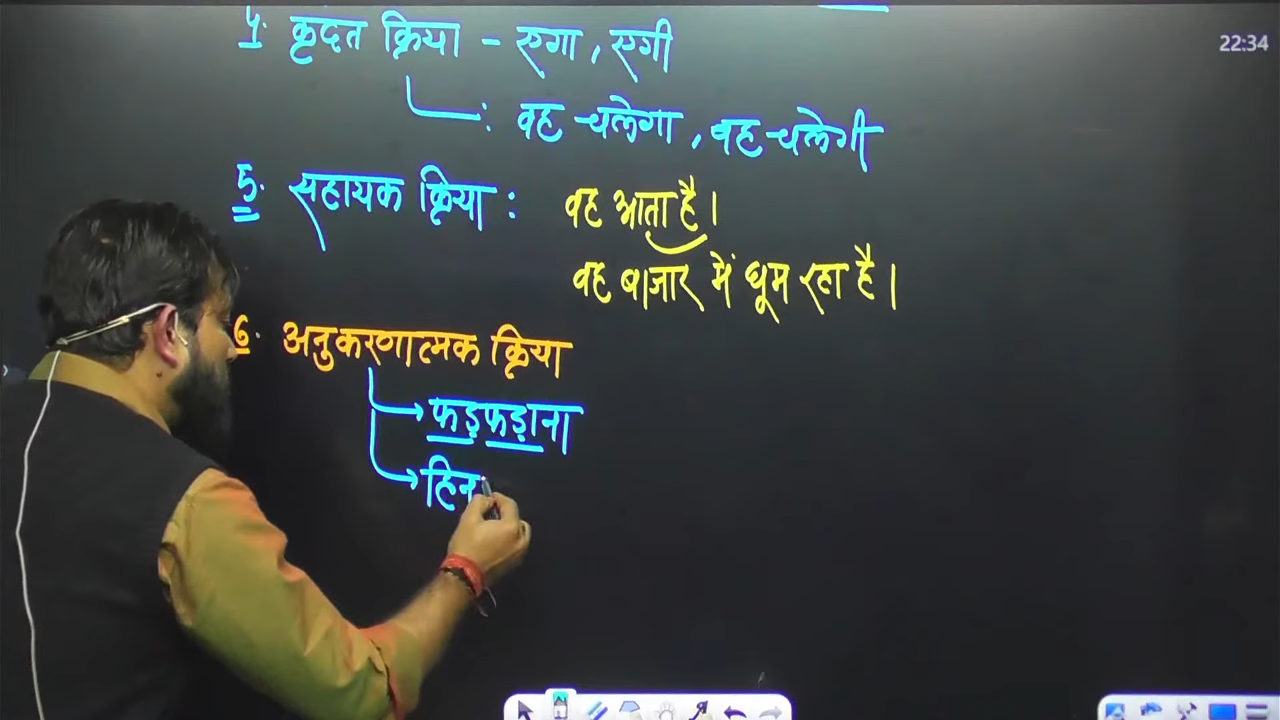 22:34
4. कृदंत क्रिया - एगा, एगी
: वह चलेगा, वह चलेगी
5. सहायक क्रिया : वह आता है।
वह बाजार में घूम रहा है।
6. अनुकरणात्मक क्रिया
फड़फड़ाना
हिन